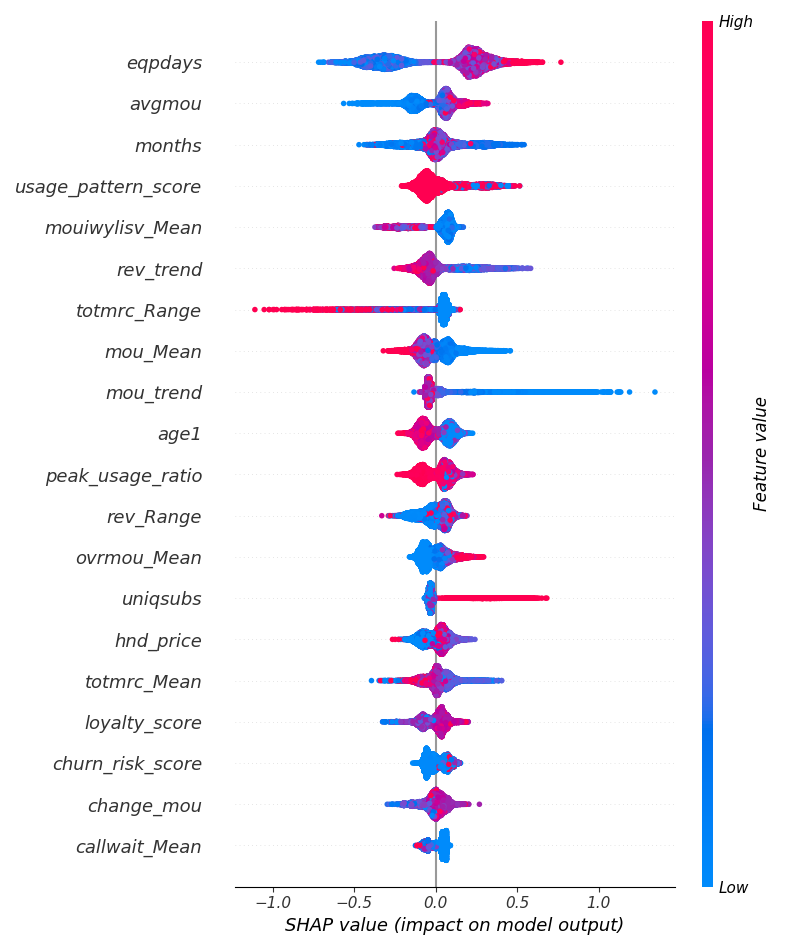 High
eqpdays
avgmou
months
usage_pattern_score
mouiwylisv_Mean
rev_trend
totmrc_Range
mou_Mean
mou_trend
age1
peak_usage_ratio
rev_Range
ovrmou_Mean
uniqsubs
hnd_price
totmrc_Mean
loyalty_score
churn_risk_score
change_mou
callwait_Mean
Feature value
Low
−1.0 −0.5 0.0 0.5 1.0
SHAP value (impact on model output)